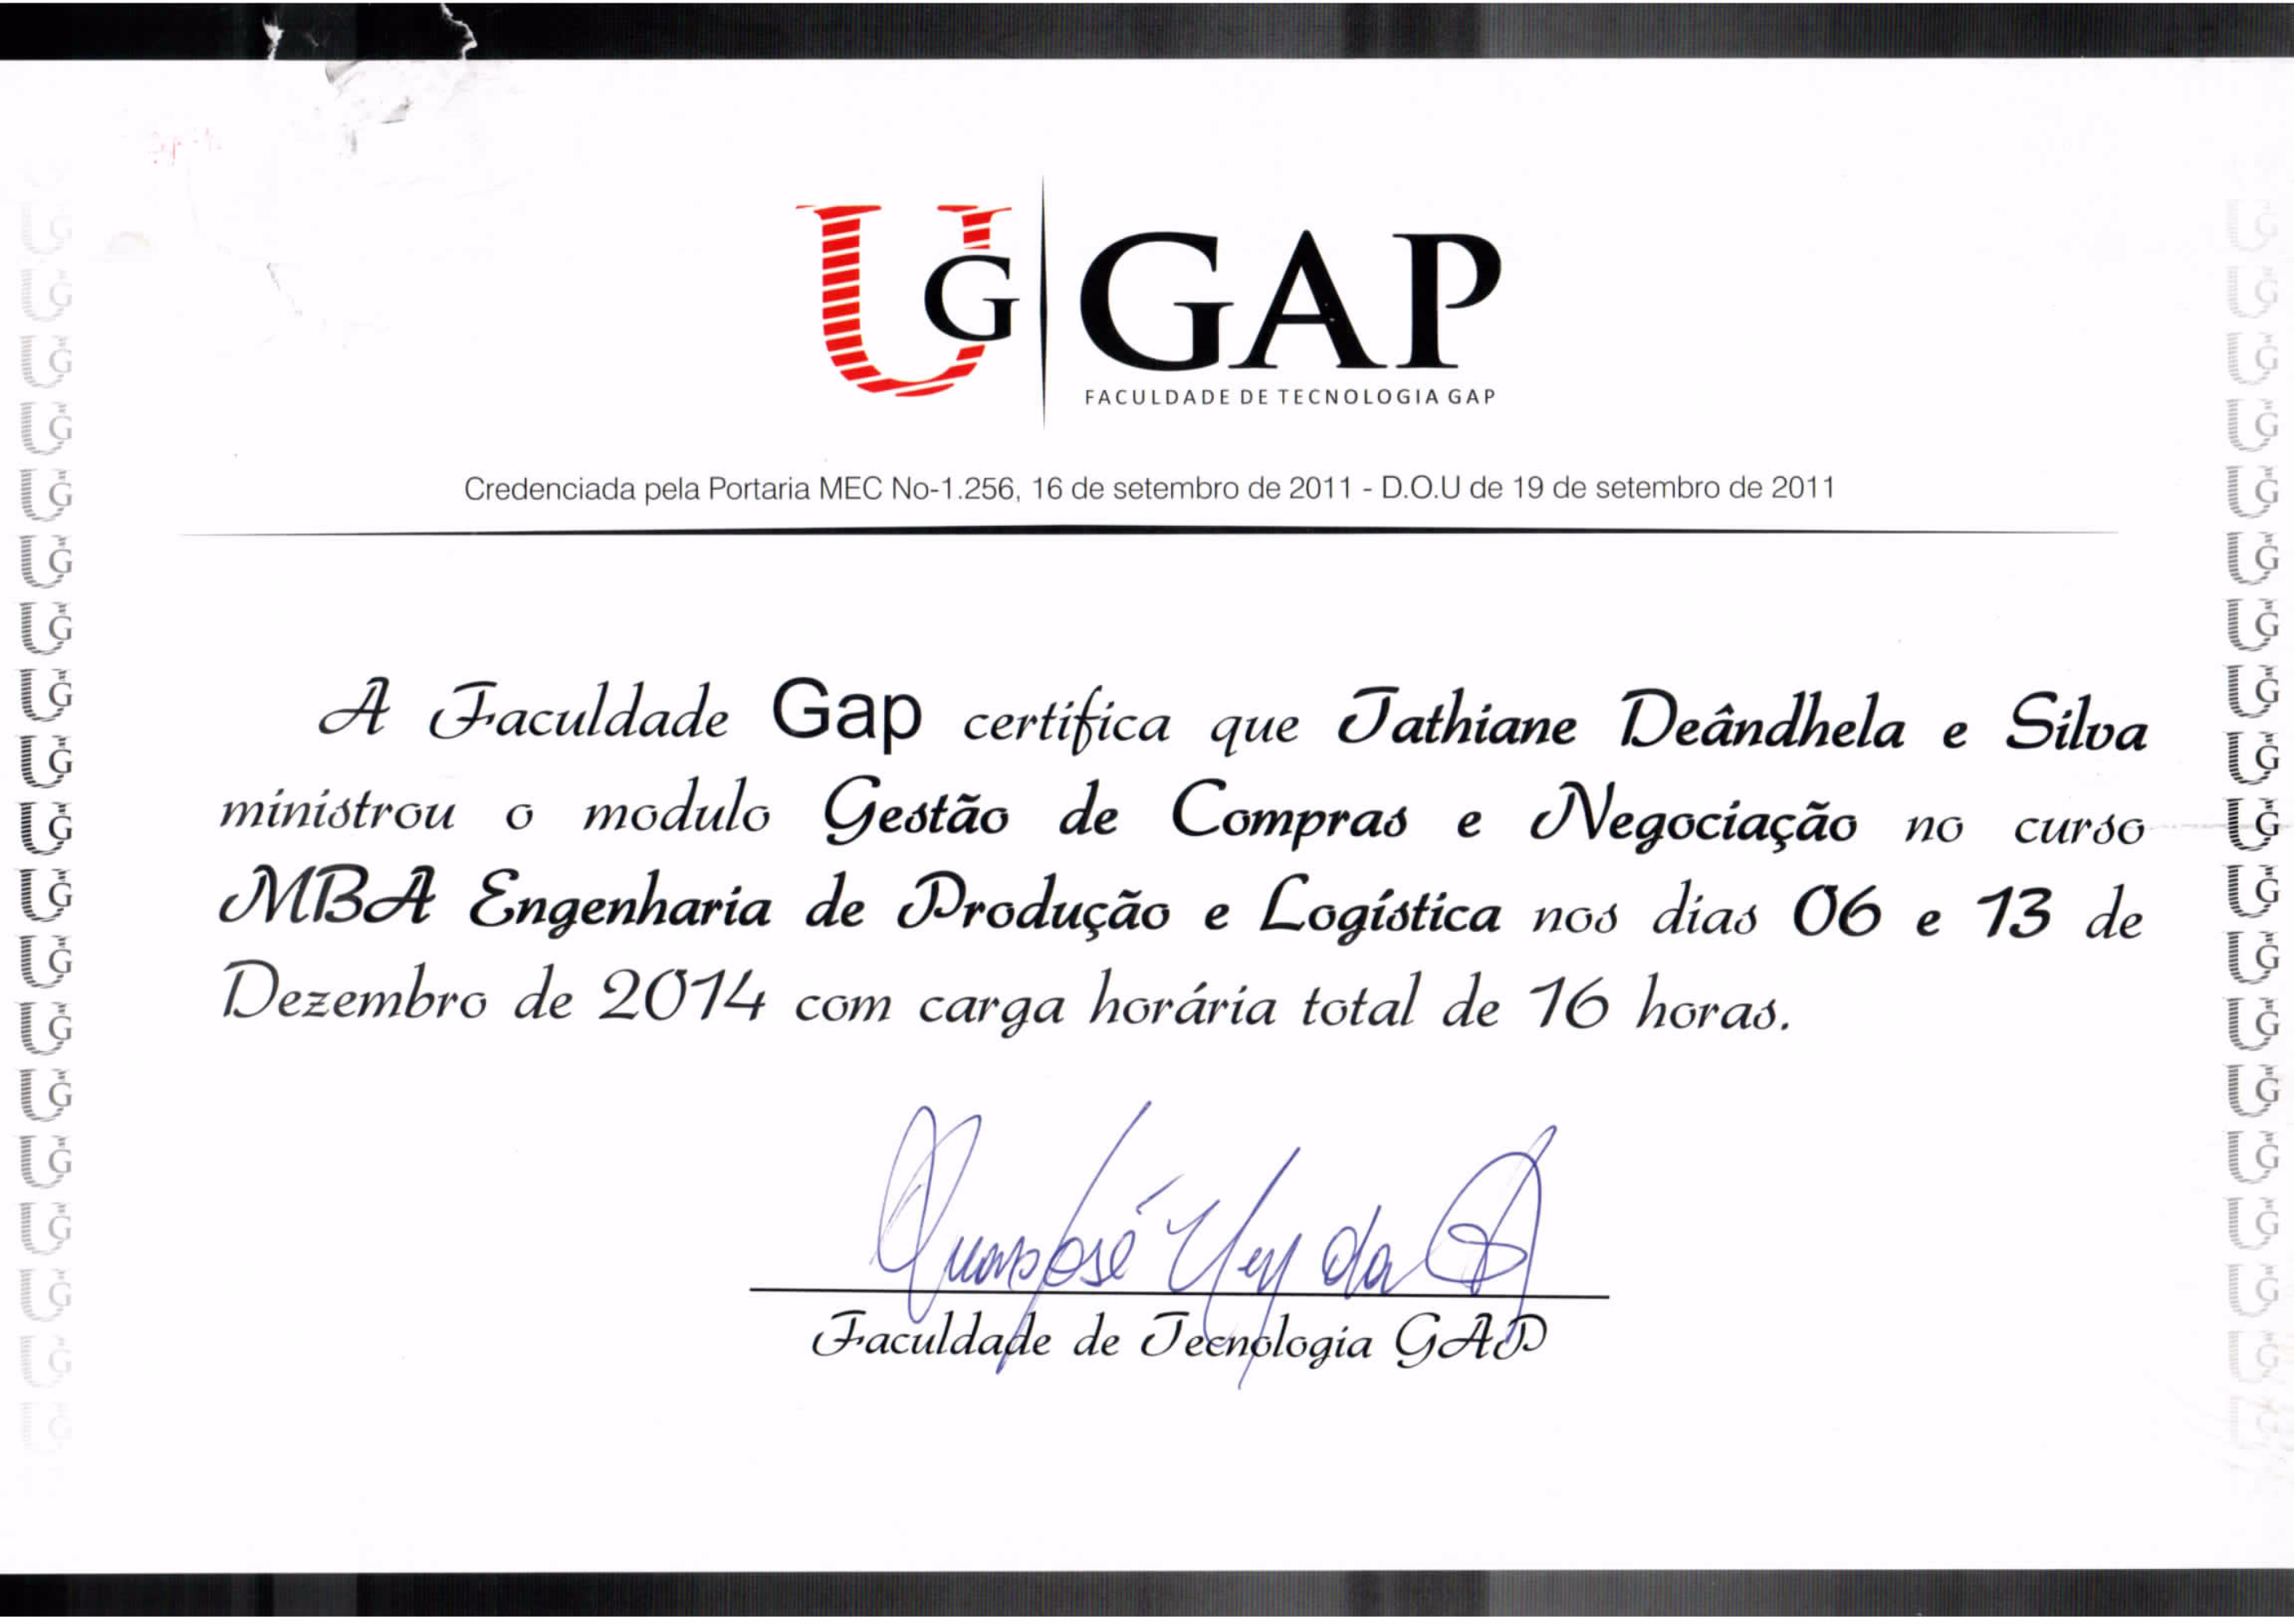 UG GAP
FACULDADE DE TECNOLOGIA GAP
Credenciada pela Portaria MEC No-1.256, 16 de setembro de 2011 - D.O.U de 19 de setembro de 2011
A Faculdade Gap certifica que Tathiane Deândhela e Silva
ministrou o modulo Gestão de Compras e Negociação no curso
MBA Engenharia de Produção e Logística nos dias 06 e 13 de
Dezembro de 2014 com carga horária total de 16 horas.
José da
Faculdade de Tecnologia GAP